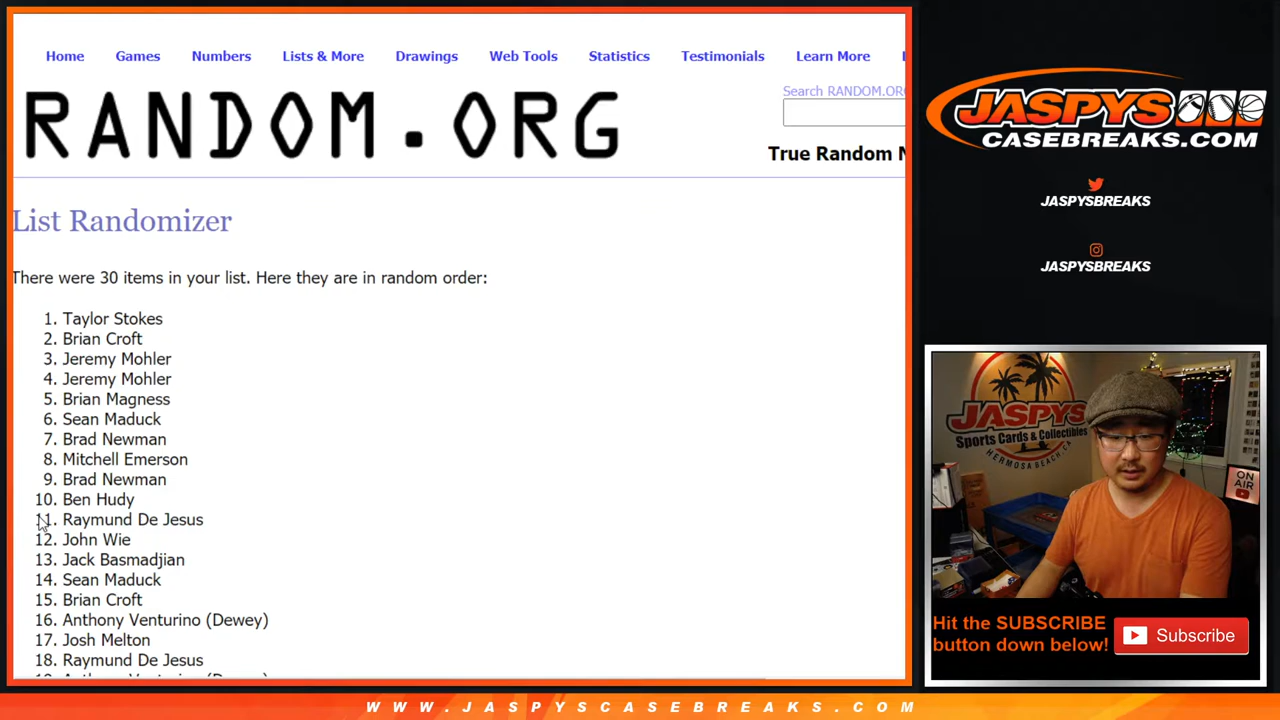 Home Games Numbers Lists & More Drawings Web Tools Statistics Testimonials Learn More
Search RANDOM.ORG
RANDOM.ORG
True Random N
List Randomizer
There were 30 items in your list. Here they are in random order:
1. Taylor Stokes
2. Brian Croft
3. Jeremy Mohler
4. Jeremy Mohler
5. Brian Magness
6. Sean Maduck
7. Brad Newman
8. Mitchell Emerson
9. Brad Newman
10. Ben Hudy
11. Raymund De Jesus
12. John Wie
13. Jack Basmadjian
14. Sean Maduck
15. Brian Croft
16. Anthony Venturino (Dewey)
17. Josh Melton
18. Raymund De Jesus
JASPYS
CASEBREAKS.COM
JASPYSBREAKS
JASPYSBREAKS
JASPYS
Sports Cards & Collectibles
HERMOSA BEACH, CA
ON
AIR
Hit the SUBSCRIBE
button down below!
Subscribe
WWW.JASPYSCASEBREAKS.COM